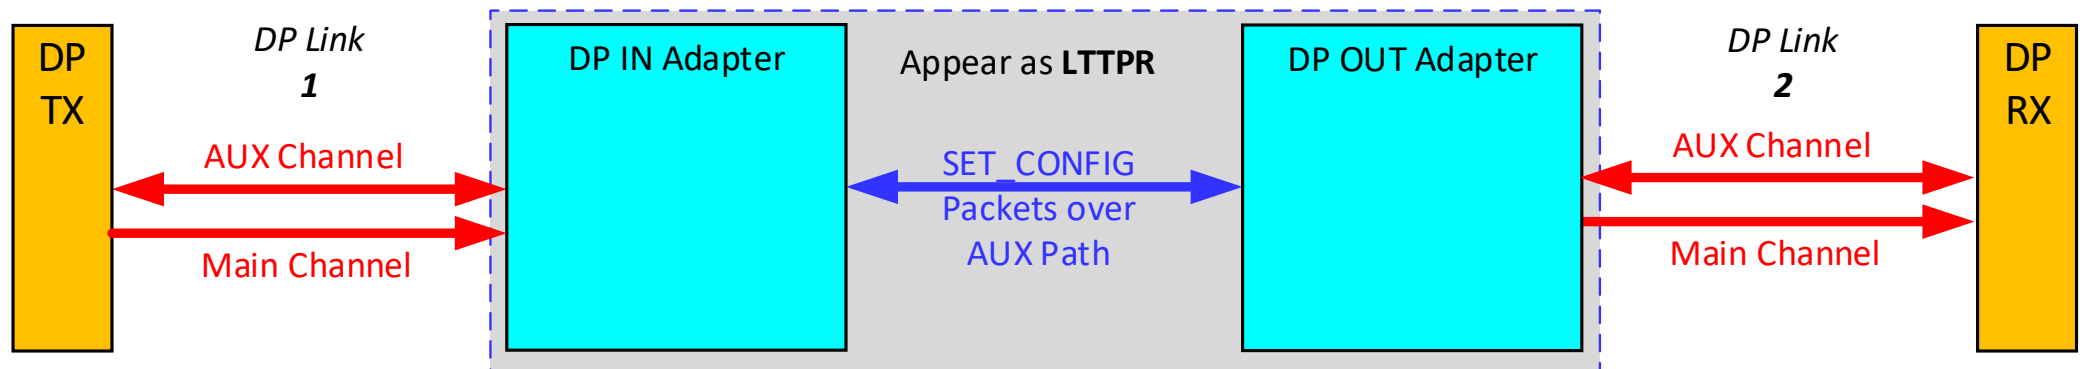 DP
TX
DP Link
1
AUX Channel
Main Channel
DP IN Adapter
Appear as LTTPR
SET_CONFIG
Packets over
AUX Path
DP OUT Adapter
DP Link
2
AUX Channel
Main Channel
DP
RX